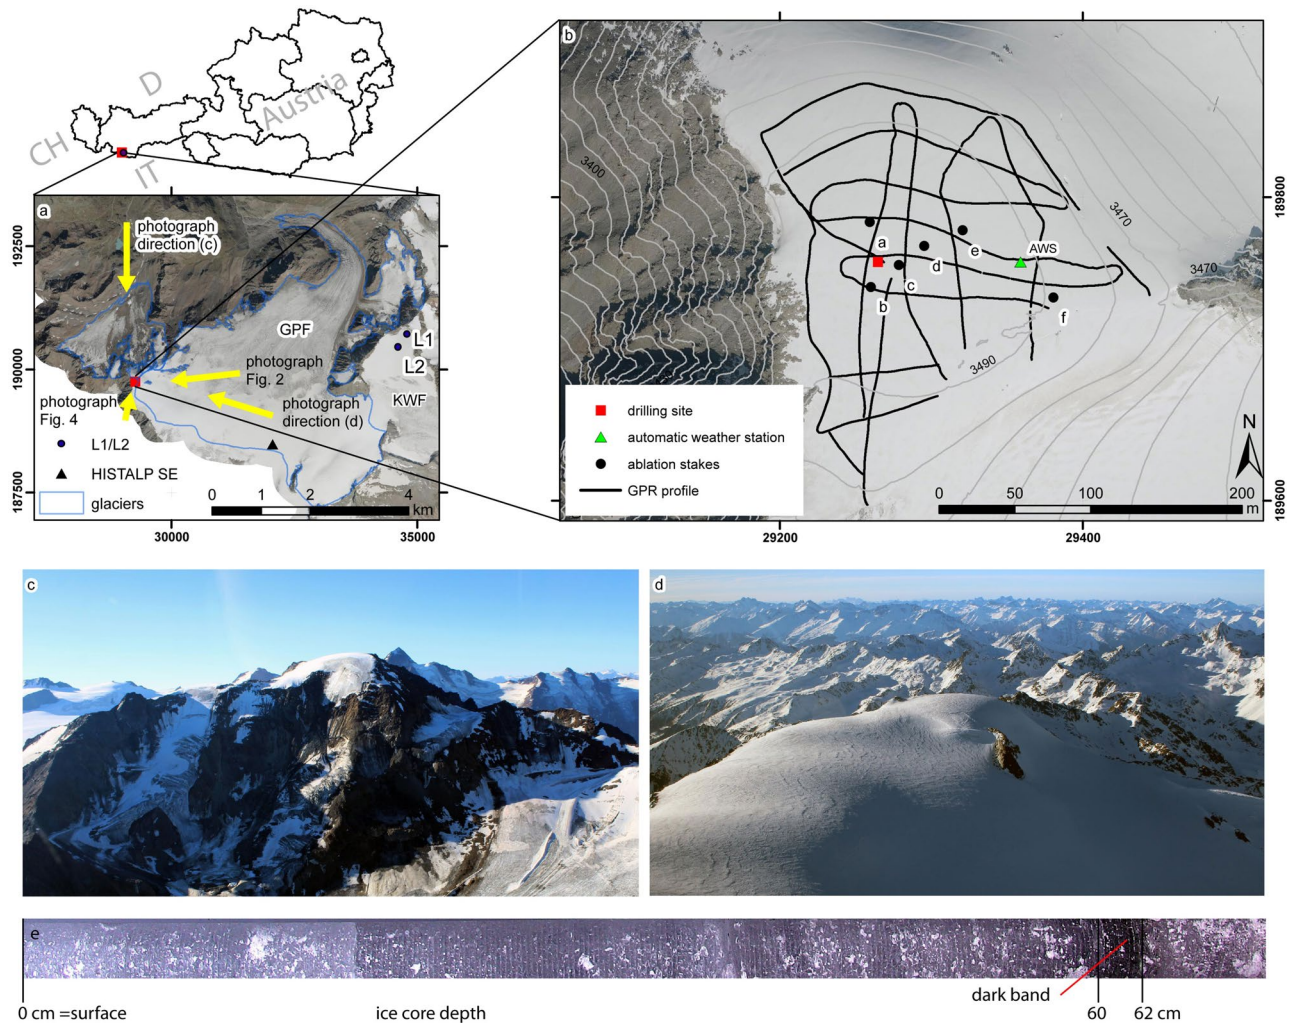 D
Austria
CH
IT
a
photograph
direction (c)
GPF
L1
L2
photograph
Fig. 2
KWF
photograph
direction (d)
photograph
Fig. 4
L1/L2
HISTALP SE
glaciers
0 1 2 4
km
192500
190000
187500
30000 35000
b
3400
3470
3470
3490
a
b
c
d
e
f
AWS
drilling site
automatic weather station
ablation stakes
GPR profile
N
0 50 100 200
m
189800
189600
29200 29400
c
d
e
dark band
0 cm =surface
ice core depth
60 62 cm